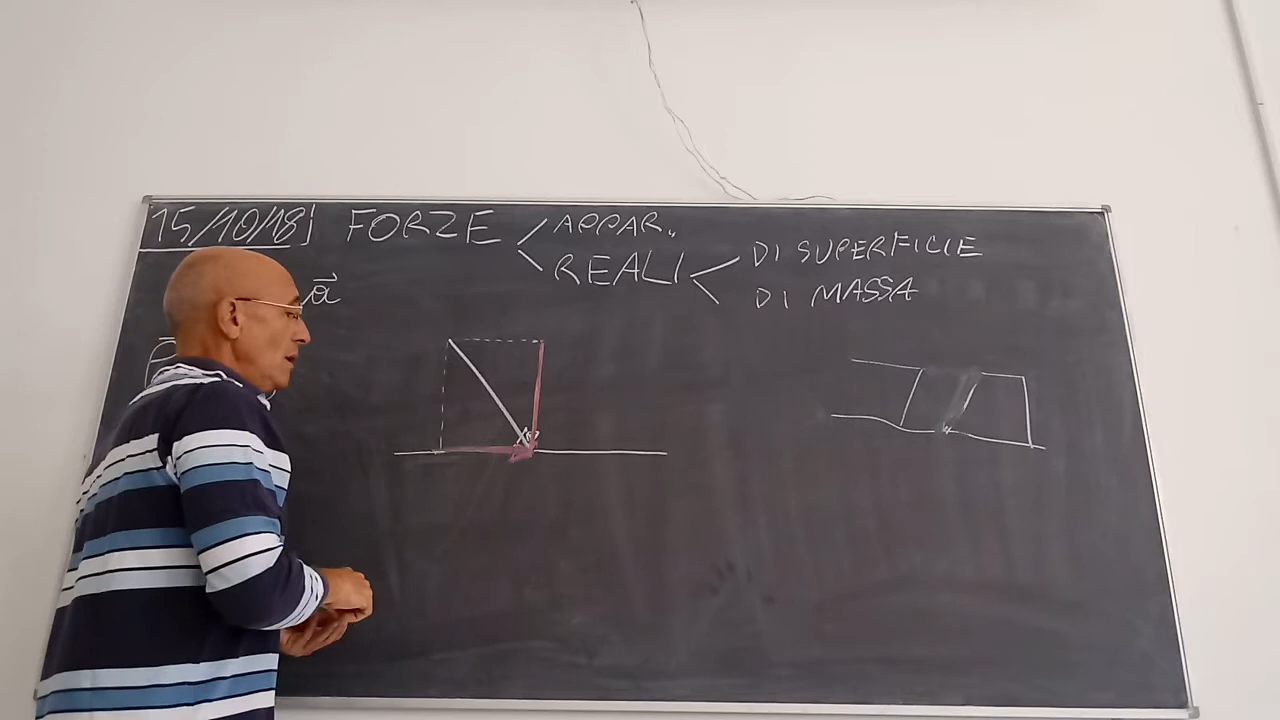 15/10/18 FORZE APPAR.
REALI DI SUPERFICIE
DI MASSA
a